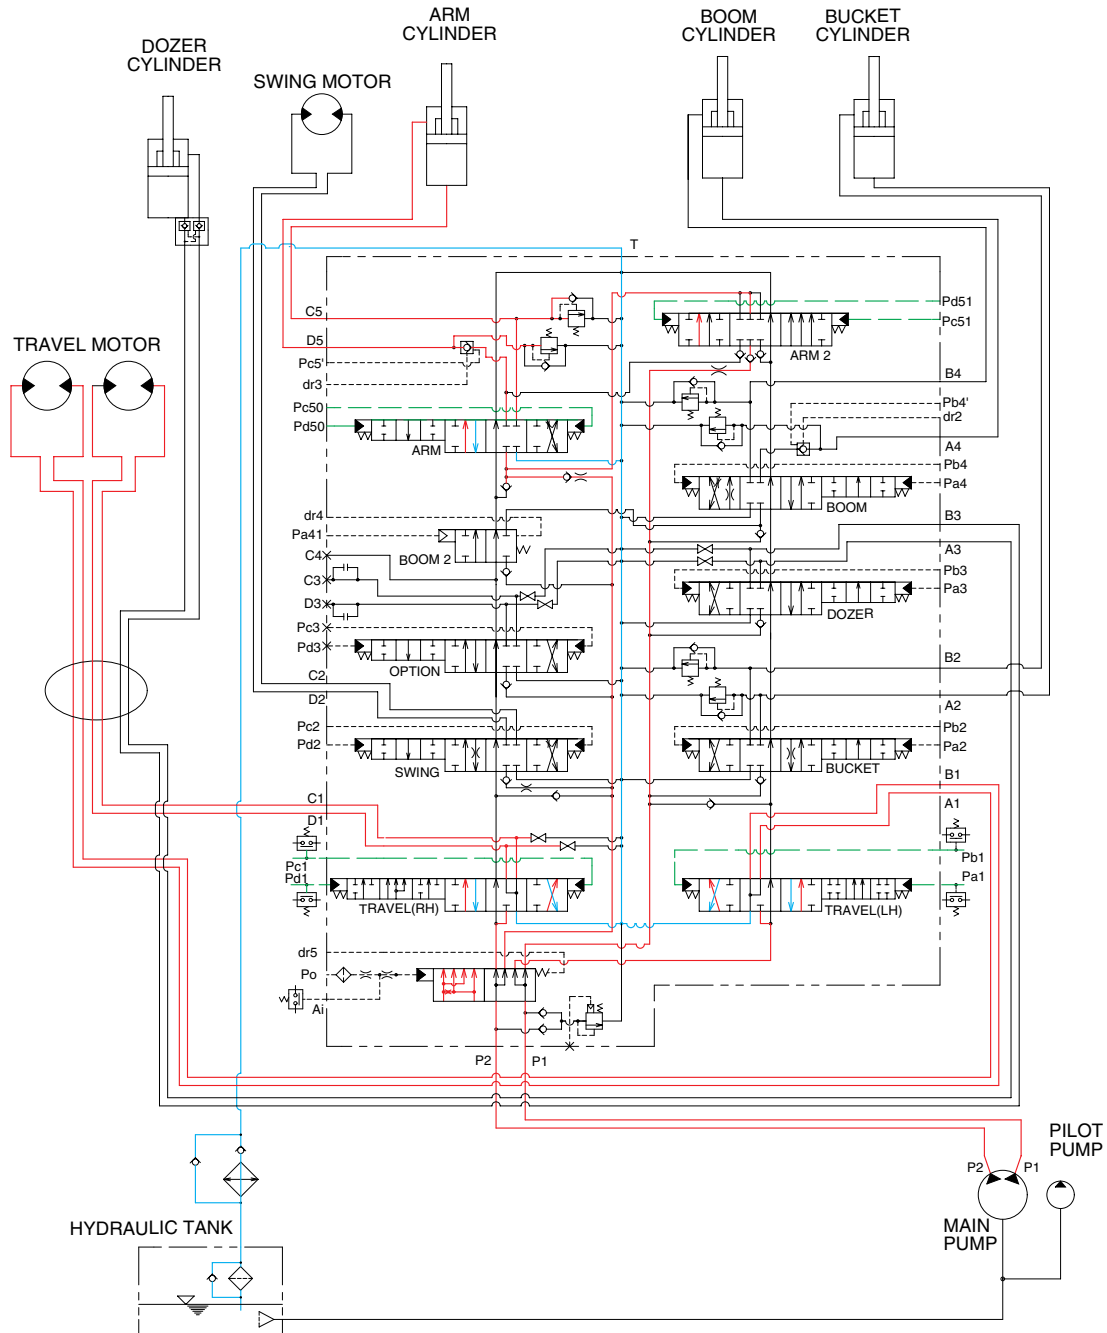 ARM
CYLINDER
BOOM
CYLINDER
BUCKET
CYLINDER
DOZER
CYLINDER
SWING MOTOR
TRAVEL MOTOR
T
C5
D5
Pc5'
dr3
Pc50
Pd50
ARM
Pd51
Pc51
ARM 2
B4
Pb4'
dr2
A4
Pb4
Pa4
BOOM
dr4
Pa41
BOOM 2
C4
C3
D3
B3
A3
Pb3
Pa3
DOZER
Pc3
Pd3
OPTION
C2
D2
B2
A2
Pc2
Pd2
SWING
Pb2
Pa2
BUCKET
C1
D1
B1
A1
Pc1
Pd1
TRAVEL(RH)
Pb1
Pa1
TRAVEL(LH)
dr5
Po
Ai
P2
P1
PILOT
PUMP
P2
P1
MAIN
PUMP
HYDRAULIC TANK